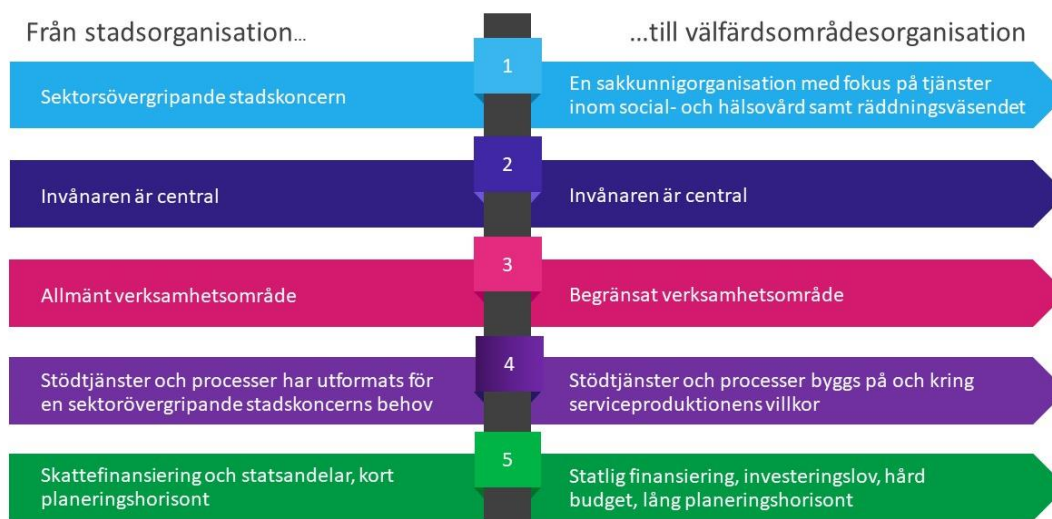 Från stadsorganisation...
...till välfärdsområdesorganisation
1
Sektorsövergripande stadskoncern
En sakkunnigorganisation med fokus på tjänster
inom social- och hälsovård samt räddningsväsendet
2
Invånaren är central
Invånaren är central
3
Allmänt verksamhetsområde
Begränsat verksamhetsområde
4
Stödtjänster och processer har utformats för
en sektorövergripande stadskoncerns behov
Stödtjänster och processer byggs på och kring
serviceproduktionens villkor
5
Skattefinansiering och statsandelar, kort
planeringshorisont
Statlig finansiering, investeringslov, hård
budget, lång planeringshorisont